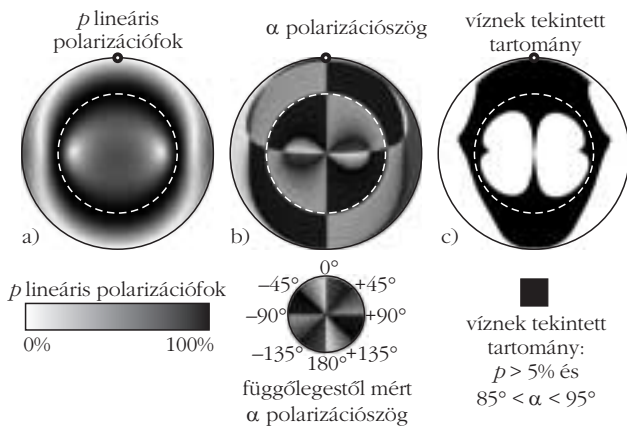 p lineáris
polarizációfok
α polarizációszög
víznek tekintett
tartomány
a)
b)
c)
p lineáris polarizációfok
0%
100%
0°
−45°
+45°
−90°
+90°
−135°
+135°
180°
függőlegestől mért
α polarizációszög
víznek tekintett
tartomány:
p > 5% és
85° < α < 95°